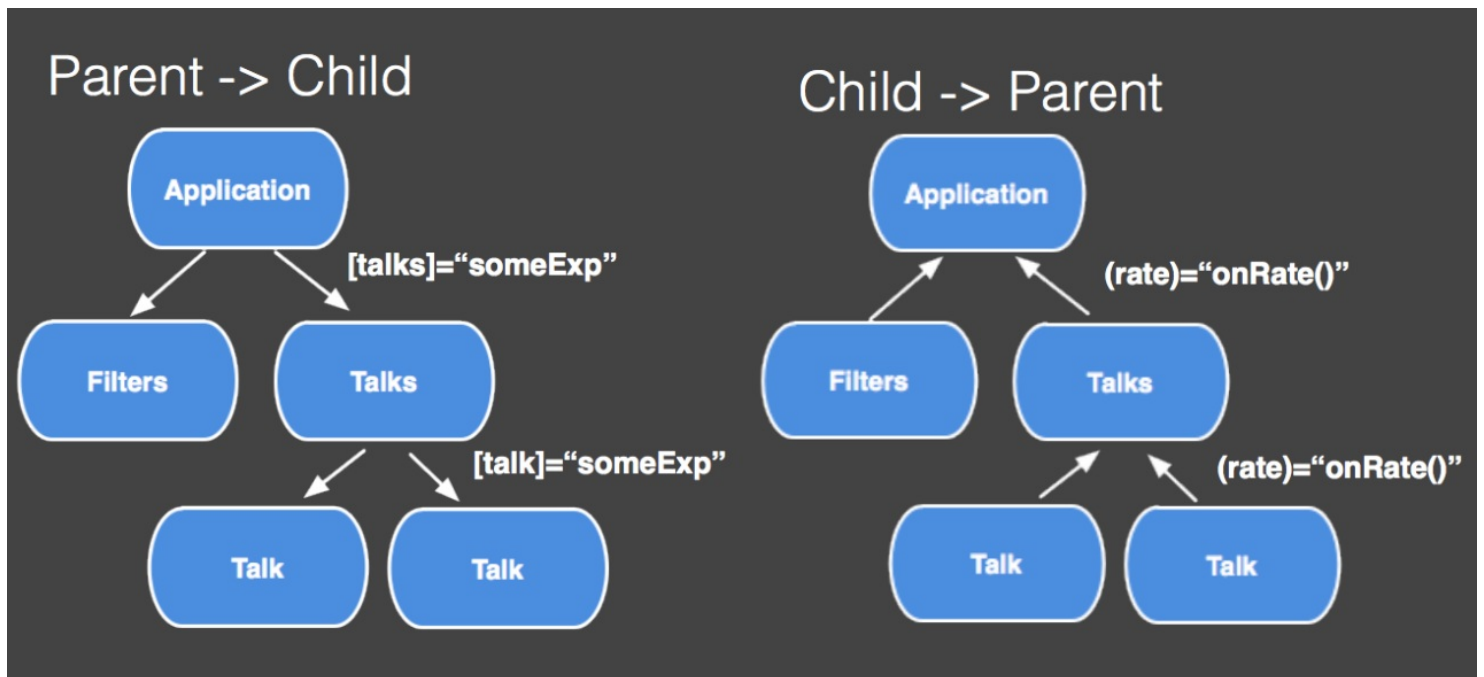 Parent -> Child
Application
[talks]=“someExp”
Filters
Talks
[talk]=“someExp”
Talk
Talk
Child -> Parent
Application
(rate)=“onRate()”
Filters
Talks
(rate)=“onRate()”
Talk
Talk